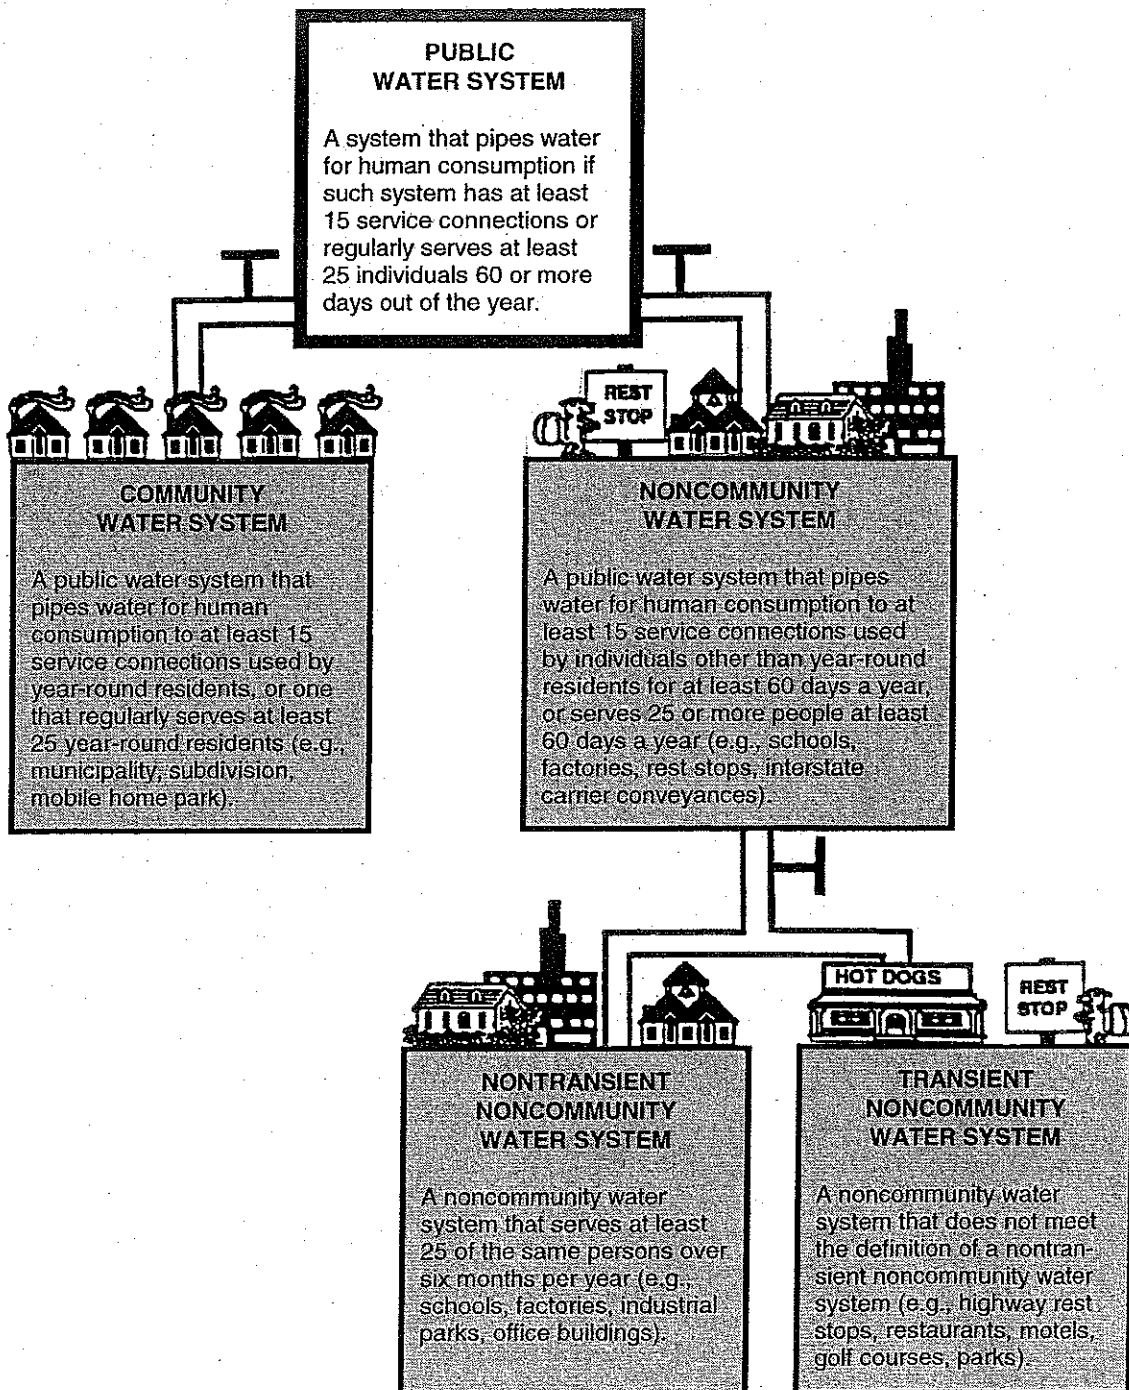 PUBLIC
WATER SYSTEM
A system that pipes water
for human consumption if
such system has at least
15 service connections or
regularly serves at least
25 individuals 60 or more
days out of the year.
REST
STOP
COMMUNITY
WATER SYSTEM
A public water system that
pipes water for human
consumption to at least 15
service connections used by
year-round residents, or one
that regularly serves at least
25 year-round residents (e.g.,
municipality, subdivision,
mobile home park).
NONCOMMUNITY
WATER SYSTEM
A public water system that pipes
water for human consumption to at
least 15 service connections used
by individuals other than year-round
residents for at least 60 days a year,
or serves 25 or more people at least
60 days a year (e.g., schools,
factories, rest stops, interstate
carrier conveyances).
HOT DOGS
REST
STOP
NONTRANSIENT
NONCOMMUNITY
WATER SYSTEM
A noncommunity water
system that serves at least
25 of the same persons over
six months per year (e.g.,
schools, factories, industrial
parks, office buildings).
TRANSIENT
NONCOMMUNITY
WATER SYSTEM
A noncommunity water
system that does not meet
the definition of a nontran-
sient noncommunity water
system (e.g., highway rest
stops, restaurants, motels,
golf courses, parks).